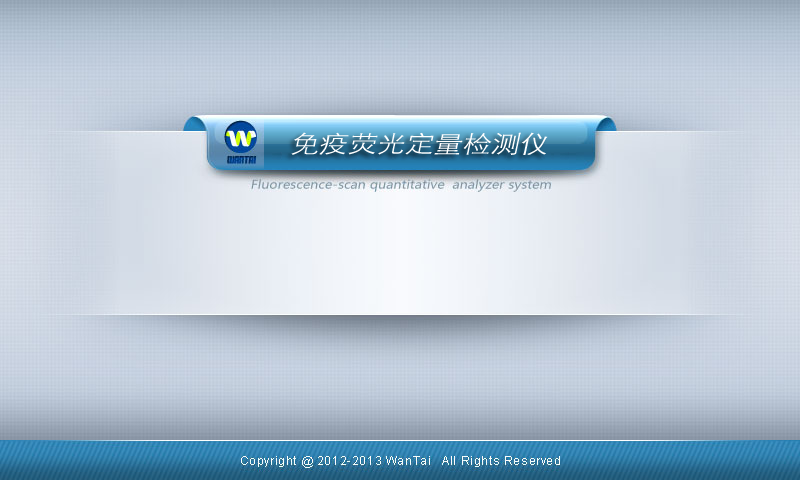 WANTAI
免疫荧光定量检测仪
Fluorescence-scan quantitative analyzer system
Copyright @ 2012-2013 WanTai All Rights Reserved